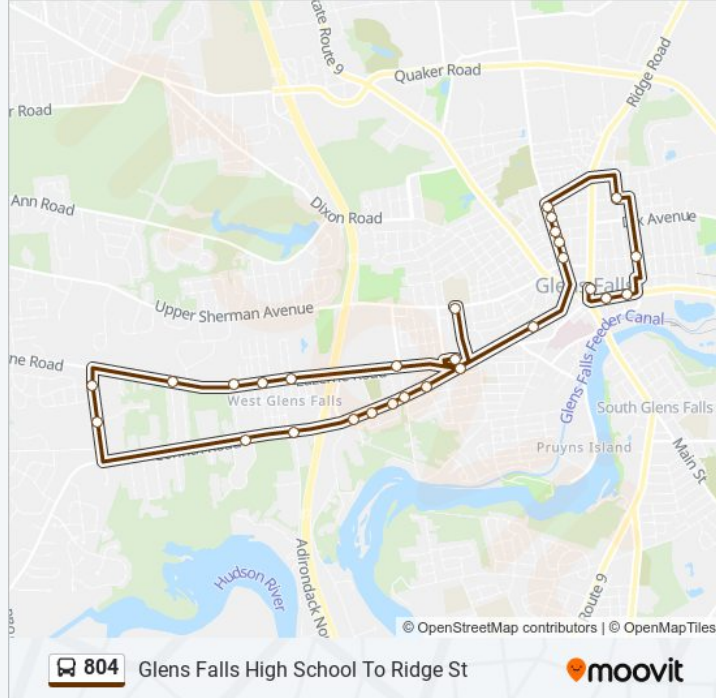 State Route 9
Quaker Road
Ridge Road
r Road
Ann Road
Dixon Road
Avenue
Glens Falls
Upper Sherman Avenue
ne Road
West Glens Falls
Glens Falls Feeder Canal
South Glens Falls
Pruyns Island
Main St
Hudson River
Adirondack No
Route 9
© OpenStreetMap contributors | © OpenMapTiles
804 Glens Falls High School To Ridge St
moovit